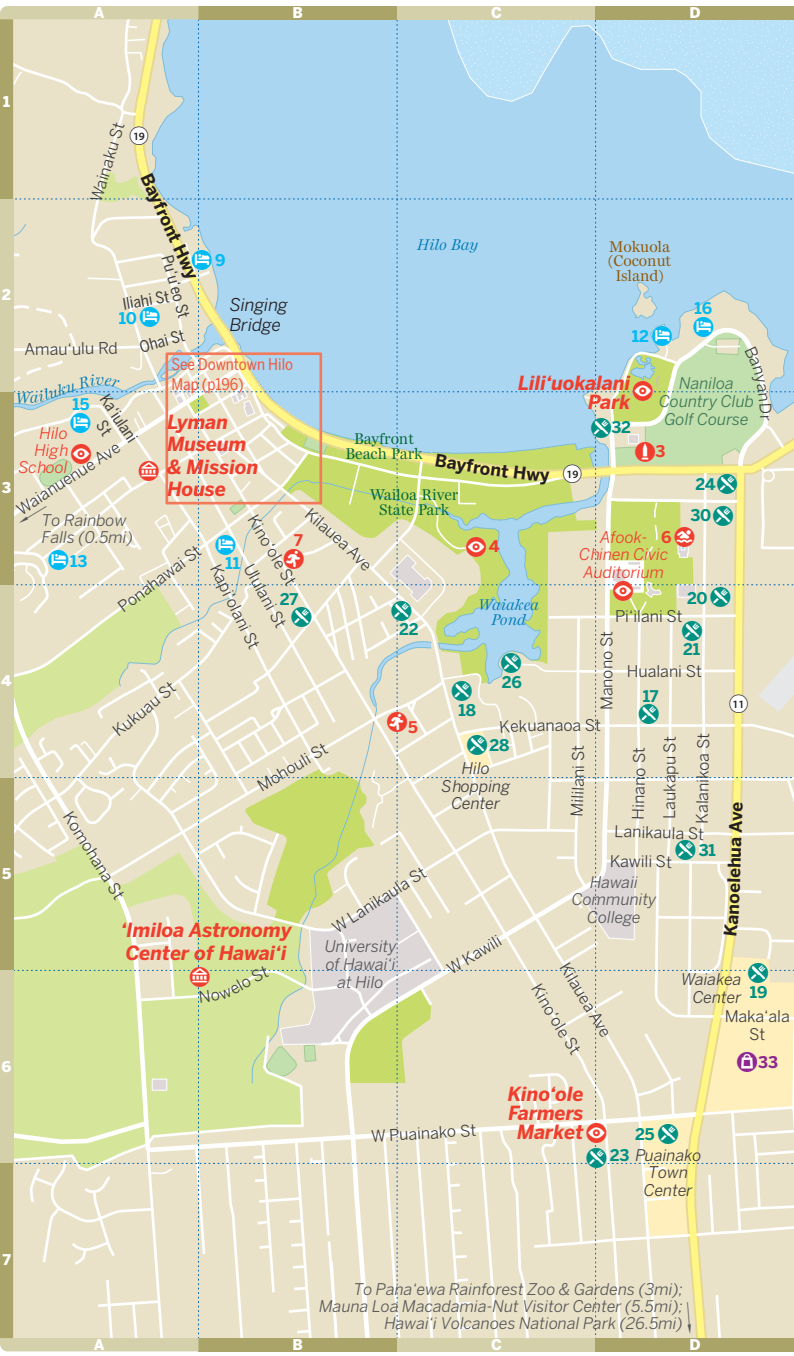 A
B
C
D
1
19
Wainaku St
Bayfront Hwy
Hilo Bay
Mokuola
(Coconut
Island)
2
9
Pu‘u‘eo St
Iliahi St
10
Singing
Bridge
Ohai St
Amau‘ulu Rd
12
16
Banyan Dr
See Downtown Hilo
Map (p196)
Wailuku River
Lili‘uokalani
Park
Naniloa
Country Club
Golf Course
15
Ka‘iulani
St
Lyman
Museum
& Mission
House
Hilo
High
School
32
Bayfront
Beach Park
Bayfront Hwy
19
3
3
Waianuenue Ave
24
Wailoa River
State Park
To Rainbow
Falls (0.5mi)
30
Kilauea Ave
Kino‘ole St
7
4
Afook-
Chinen Civic
Auditorium
6
13
11
Ponahawai St
Ululani St
Kapi‘olani St
27
22
Waiakea
Pond
20
Pi‘ilani St
21
Manono St
26
Hualani St
4
18
17
11
Kukuau St
5
Kekuanaoa St
28
Mohouli St
Hilo
Shopping
Center
Mililani St
Hinano St
Laukapu St
Kalanikoa St
Komohana St
Lanikaula St
31
Kawili St
Kanoelehua Ave
5
W Lanikaula St
Hawaii
Community
College
‘Imiloa Astronomy
Center of Hawai‘i
University
of Hawai‘i
at Hilo
W Kawili
Nowelo St
Kilauea Ave
Kino‘ole St
Waiakea
Center
19
Maka‘ala
St
6
33
Kino‘ole
Farmers
Market
W Puainako St
25
23
Puainako
Town
Center
7
To Pana‘ewa Rainforest Zoo & Gardens (3mi);
Mauna Loa Macadamia-Nut Visitor Center (5.5mi);
Hawai‘i Volcanoes National Park (26.5mi)
A
B
C
D